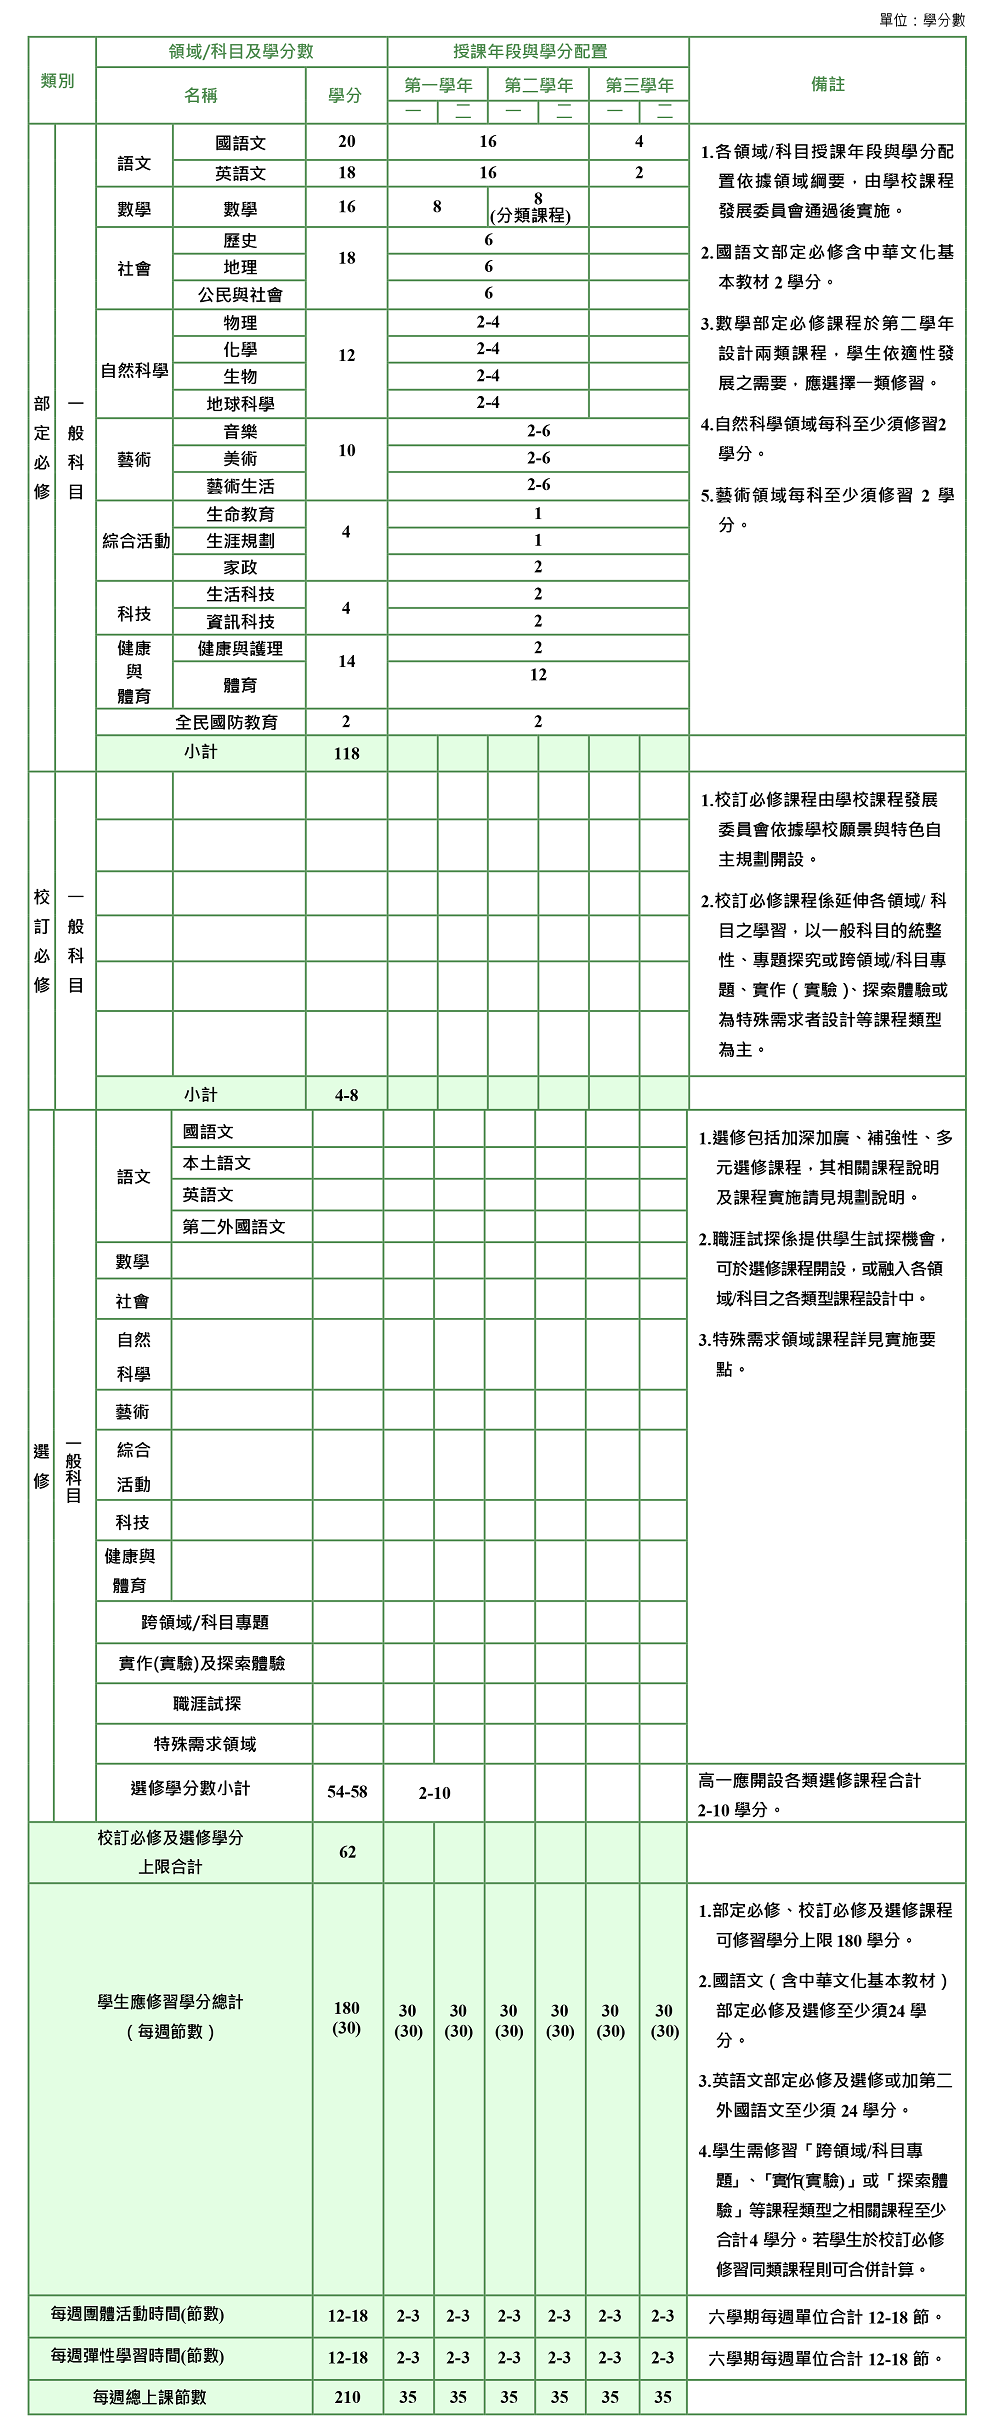 單位：學分數
類別
領域/科目及學分數
授課年段與學分配置
備註
名稱
學分
第一學年
第二學年
第三學年
一 二 一 二 一 二
部定必修
一般科目
語文
國語文 20 16 4
英語文 18 16 2
數學 數學 16 8 8
(分類課程)
社會
歷史 6
18
地理 6
公民與社會 6
自然科學
物理 2-4
化學 2-4
12
生物 2-4
地球科學 2-4
藝術
音樂 2-6
10
美術 2-6
藝術生活 2-6
綜合活動
生命教育 1
4
生涯規劃 1
家政 2
科技
生活科技 2
4
資訊科技 2
健康
與
體育
健康與護理 2
14
體育 12
全民國防教育 2 2
小計 118
1.各領域/科目授課年段與學分配
置依據領域綱要，由學校課程
發展委員會通過後實施。
2.國語文部定必修含中華文化基
本教材 2 學分。
3.數學部定必修課程於第二學年
設計兩類課程，學生依適性發
展之需要，應選擇一類修習。
4.自然科學領域每科至少須修習2
學分。
5.藝術領域每科至少須修習 2 學
分。
校訂必修
一般科目
小計 4-8
1.校訂必修課程由學校課程發展
委員會依據學校願景與特色自
主規劃開設。
2.校訂必修課程係延伸各領域/ 科
目之學習，以一般科目的統整
性、專題探究或跨領域/科目專
題、實作（實驗）、探索體驗或
為特殊需求者設計等課程類型
為主。
選修
一般科目
語文
國語文
本土語文
英語文
第二外國語文
數學
社會
自然
科學
藝術
綜合
活動
科技
健康與
體育
跨領域/科目專題
實作(實驗)及探索體驗
職涯試探
特殊需求領域
選修學分數小計 54-58 2-10
1.選修包括加深加廣、補強性、多
元選修課程，其相關課程說明
及課程實施請見規劃說明。
2.職涯試探係提供學生試探機會，
可於選修課程開設，或融入各領
域/科目之各類型課程設計中。
3.特殊需求領域課程詳見實施要
點。
高一應開設各類選修課程合計
2-10 學分。
校訂必修及選修學分
上限合計
62
學生應修習學分總計
（每週節數）
180 30 30 30 30 30 30
(30) (30) (30) (30) (30) (30) (30)
1.部定必修、校訂必修及選修課程
可修習學分上限 180 學分。
2.國語文（含中華文化基本教材）
部定必修及選修至少須24 學
分。
3.英語文部定必修及選修或加第二
外國語文至少須 24 學分。
4.學生需修習「跨領域/科目專
題」、「實作(實驗)」或「探索體
驗」等課程類型之相關課程至少
合計4 學分。若學生於校訂必修
修習同類課程則可合併計算。
每週團體活動時間(節數) 12-18 2-3 2-3 2-3 2-3 2-3 2-3 六學期每週單位合計 12-18 節。
每週彈性學習時間(節數) 12-18 2-3 2-3 2-3 2-3 2-3 2-3 六學期每週單位合計 12-18 節。
每週總上課節數 210 35 35 35 35 35 35